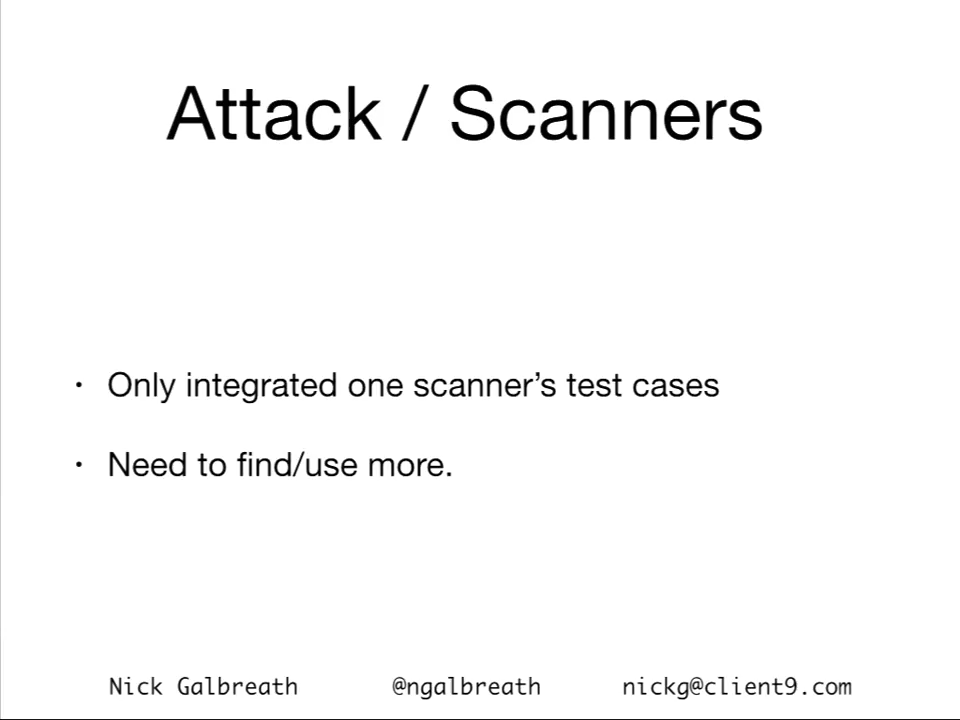 Attack / Scanners
• Only integrated one scanner’s test cases
• Need to find/use more.
Nick Galbreath @ngalbreath nickg@client9.com